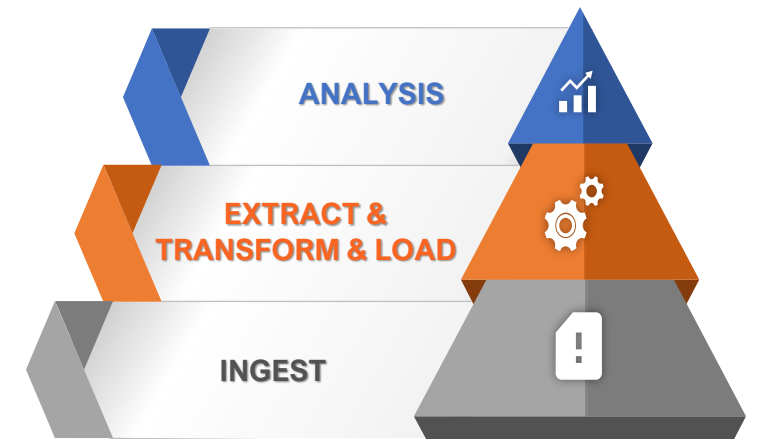 ANALYSIS
EXTRACT &
TRANSFORM & LOAD
INGEST